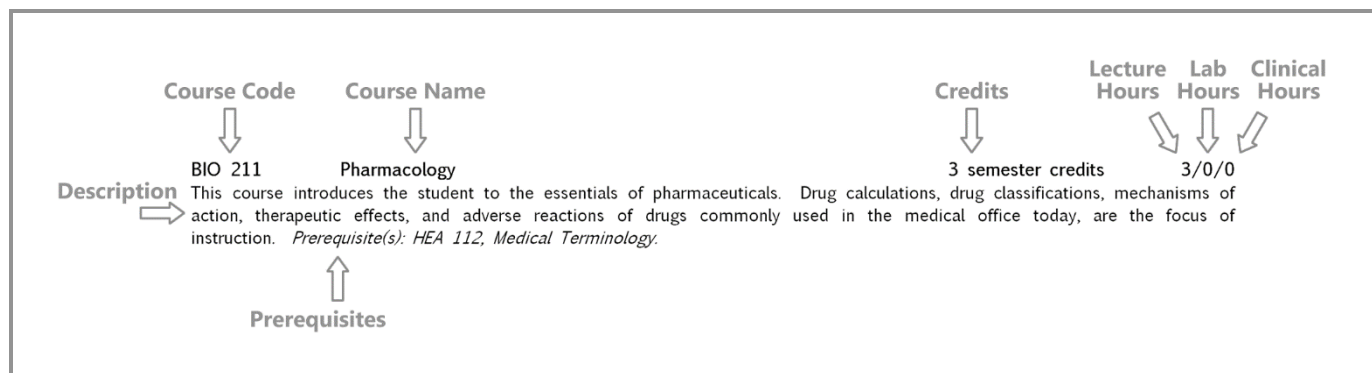 Lecture Lab Clinical
Course Code Course Name Credits Hours Hours Hours
BIO 211 Pharmacology 3 semester credits 3/0/0
Description This course introduces the student to the essentials of pharmaceuticals. Drug calculations, drug classifications, mechanisms of
action, therapeutic effects, and adverse reactions of drugs commonly used in the medical office today, are the focus of
instruction. Prerequisite(s): HEA 112, Medical Terminology.
Prerequisites